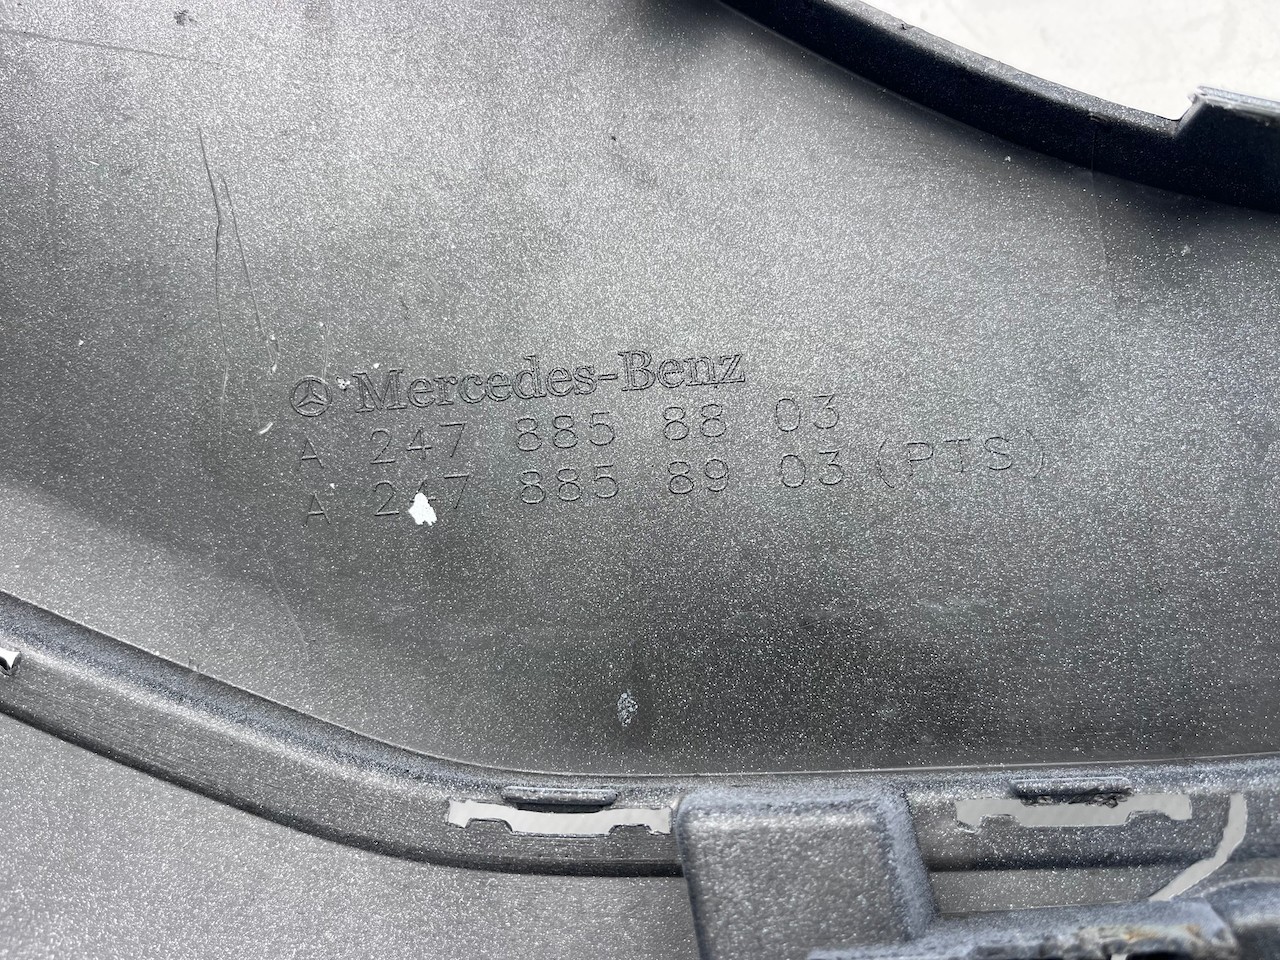 Mercedes-Benz
A 247 885 88 03
A 247 885 89 03 (PTS)